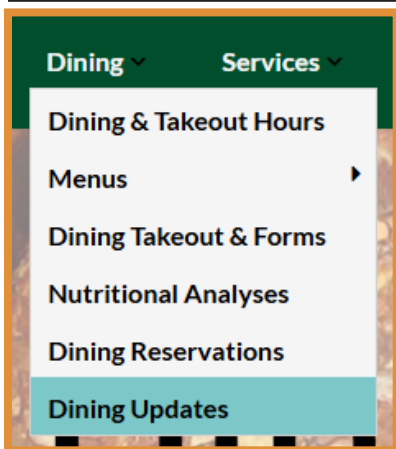 Dining Services
Dining & Takeout Hours
Menus
Dining Takeout & Forms
Nutritional Analyses
Dining Reservations
Dining Updates